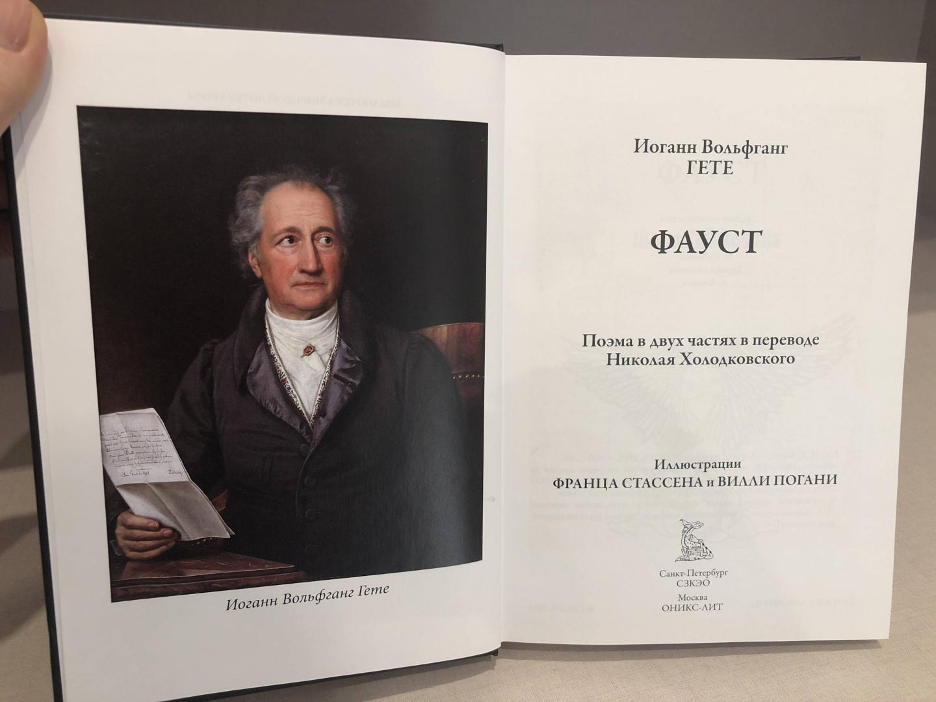 Иоганн Вольфганг Гете
Иоганн Вольфганг
ГЕТЕ
ФАУСТ
Поэма в двух частях в переводе
Николая Холодковского
Иллюстрации
ФРАНЦА СТАССЕНА и ВИЛЛИ ПОГАНИ
Санкт-Петербург
СЗКЭО
Москва
ОНИКС-ЛИТ